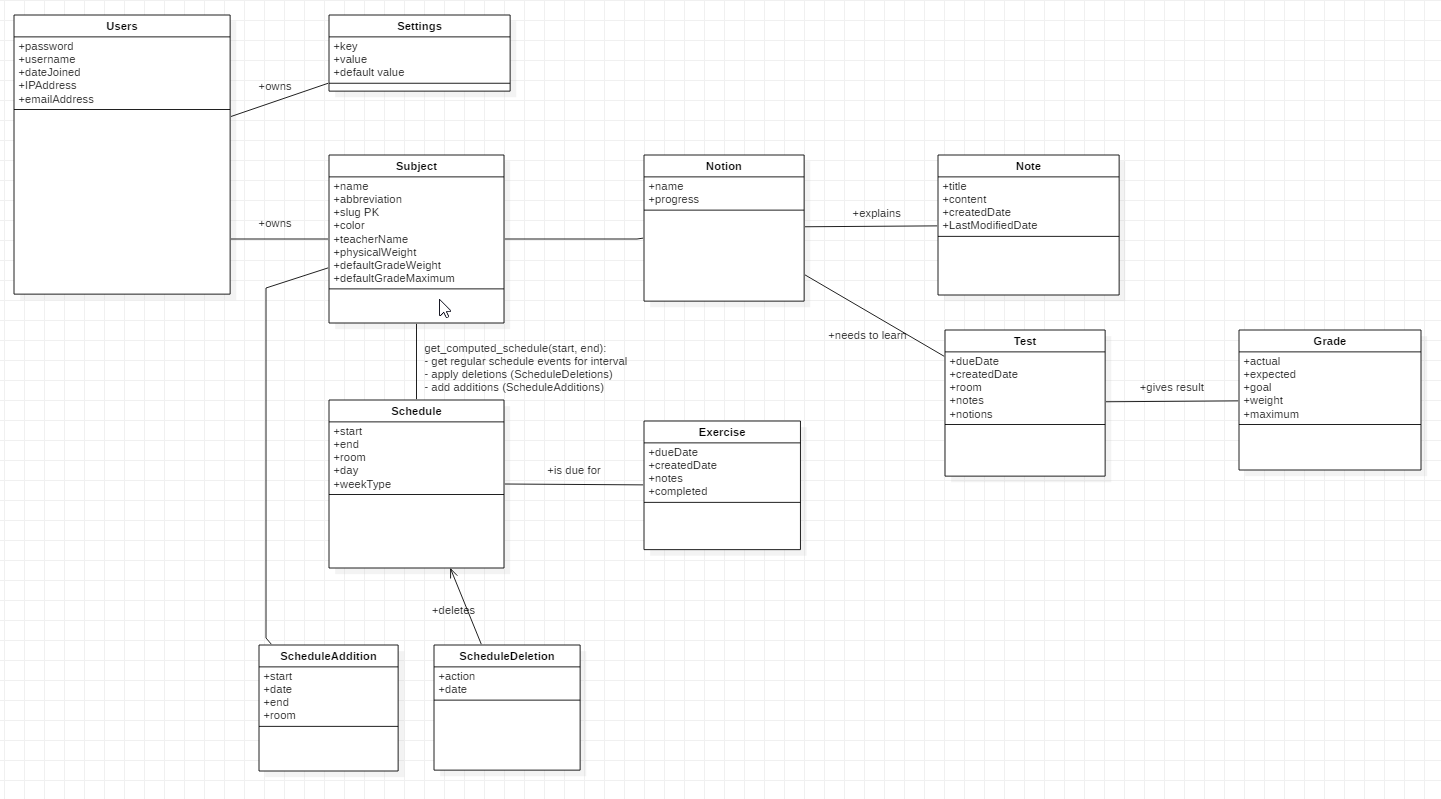 Users
+password
+username
+dateJoined
+IPAddress
+emailAddress
+owns
Settings
+key
+value
+default value
+owns
Subject
+name
+abbreviation
+slug PK
+color
+teacherName
+physicalWeight
+defaultGradeWeight
+defaultGradeMaximum
Notion
+name
+progress
+explains
Note
+title
+content
+createdDate
+LastModifiedDate
+needs to learn
Test
+dueDate
+createdDate
+room
+notes
+notions
+gives result
Grade
+actual
+expected
+goal
+weight
+maximum
get_computed_schedule(start, end):
- get regular schedule events for interval
- apply deletions (ScheduleDeletions)
- add additions (ScheduleAdditions)
Schedule
+start
+end
+room
+day
+weekType
+is due for
Exercise
+dueDate
+createdDate
+notes
+completed
+deletes
ScheduleAddition
+start
+date
+end
+room
ScheduleDeletion
+action
+date